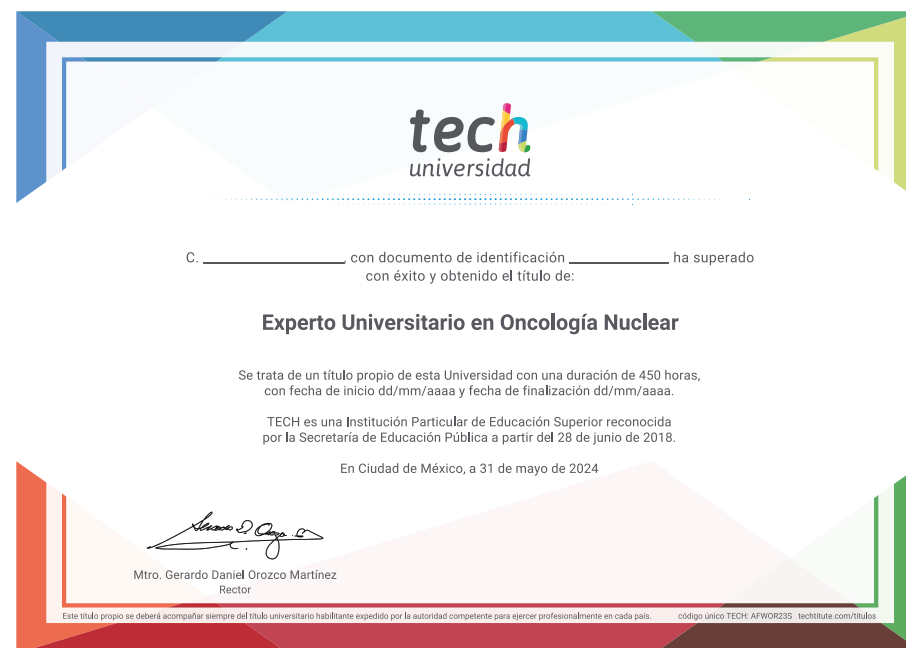 tech
universidad
C. ____________, con documento de identificación ____________ ha superado
con éxito y obtenido el título de:
Experto Universitario en Oncología Nuclear
Se trata de un título propio de esta Universidad con una duración de 450 horas,
con fecha de inicio dd/mm/aaaa y fecha de finalización dd/mm/aaaa.
TECH es una Institución Particular de Educación Superior reconocida
por la Secretaría de Educación Pública a partir del 28 de junio de 2018.
En Ciudad de México, a 31 de mayo de 2024
Mtro. Gerardo Daniel Orozco Martínez
Rector
Este título propio se deberá acompañar siempre del título universitario habilitante expedido por la autoridad competente para ejercer profesionalmente en cada país. código único TECH: AFWOR23S techtitute.com/titulos